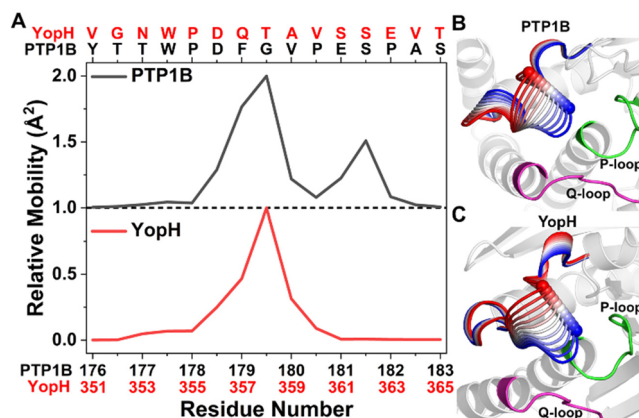 A
YopH V G N W P D Q T A V S S E V T
PTP1B Y T T W P D F G V P E S P A S
Relative Mobility (Å²)
2.0
1.5
1.0
0.5
0.0
PTP1B
YopH
PTP1B 176 177 178 179 180 181 182 183
YopH 351 353 355 357 359 361 363 365
Residue Number
B
PTP1B
P-loop
Q-loop
C
YopH
P-loop
Q-loop